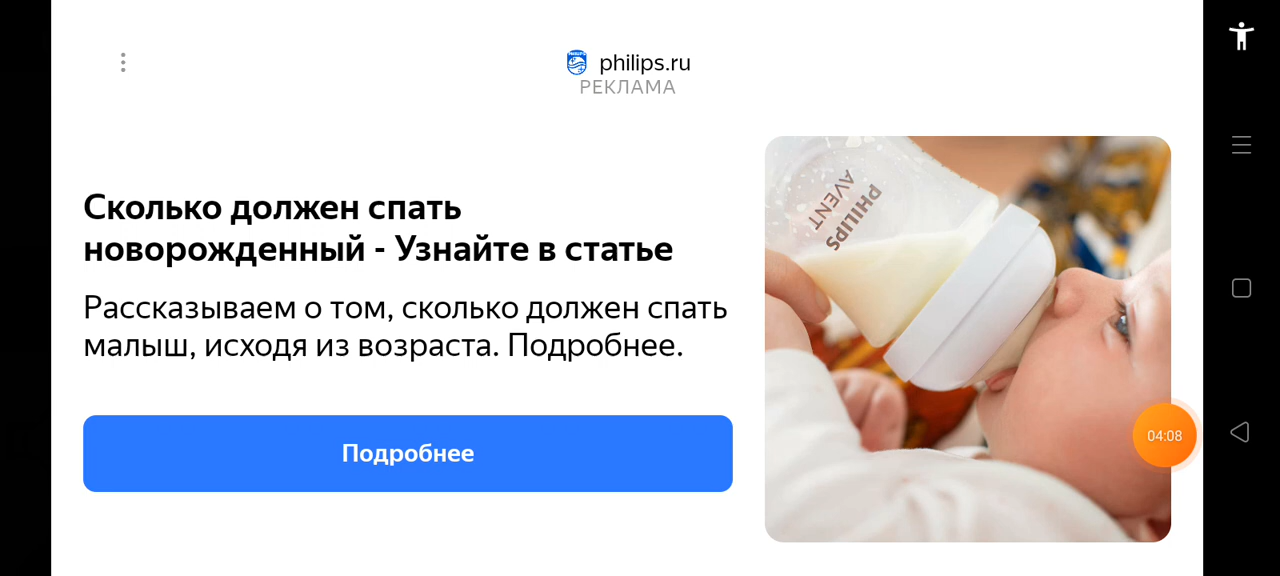 philips.ru
РЕКЛАМА
Сколько должен спать
новорожденный - Узнайте в статье
Рассказываем о том, сколько должен спать
малыш, исходя из возраста. Подробнее.
Подробнее
PHILIPS
AVENT
04:08